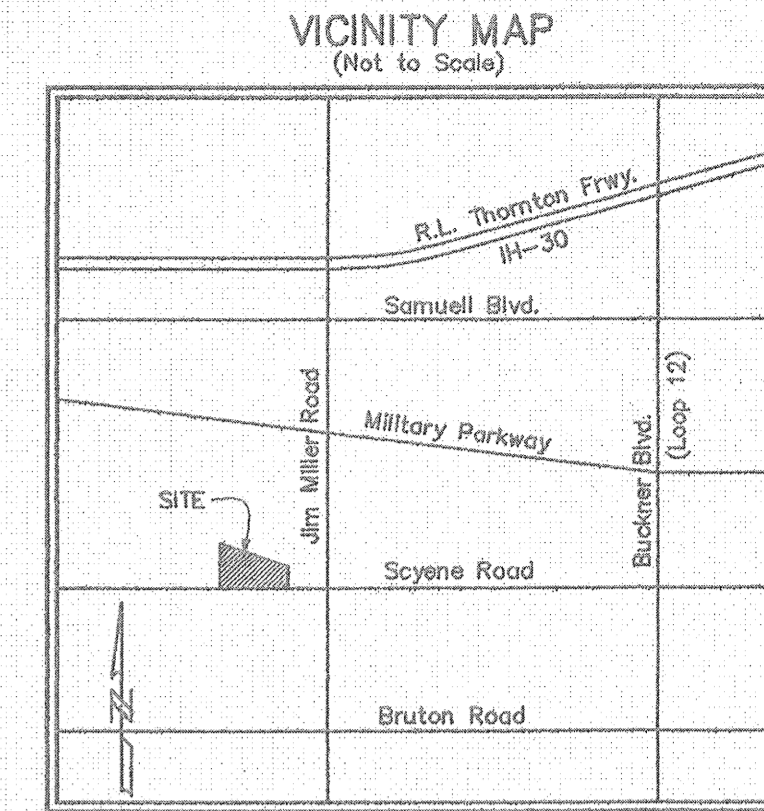 VICINITY MAP
(Not to Scale)
R.L. Thornton Frwy.
IH-30
Samuell Blvd.
Jim Miller Road
Military Parkway
Buckner Blvd.
(Loop 12)
SITE
Scyene Road
N
Bruton Road